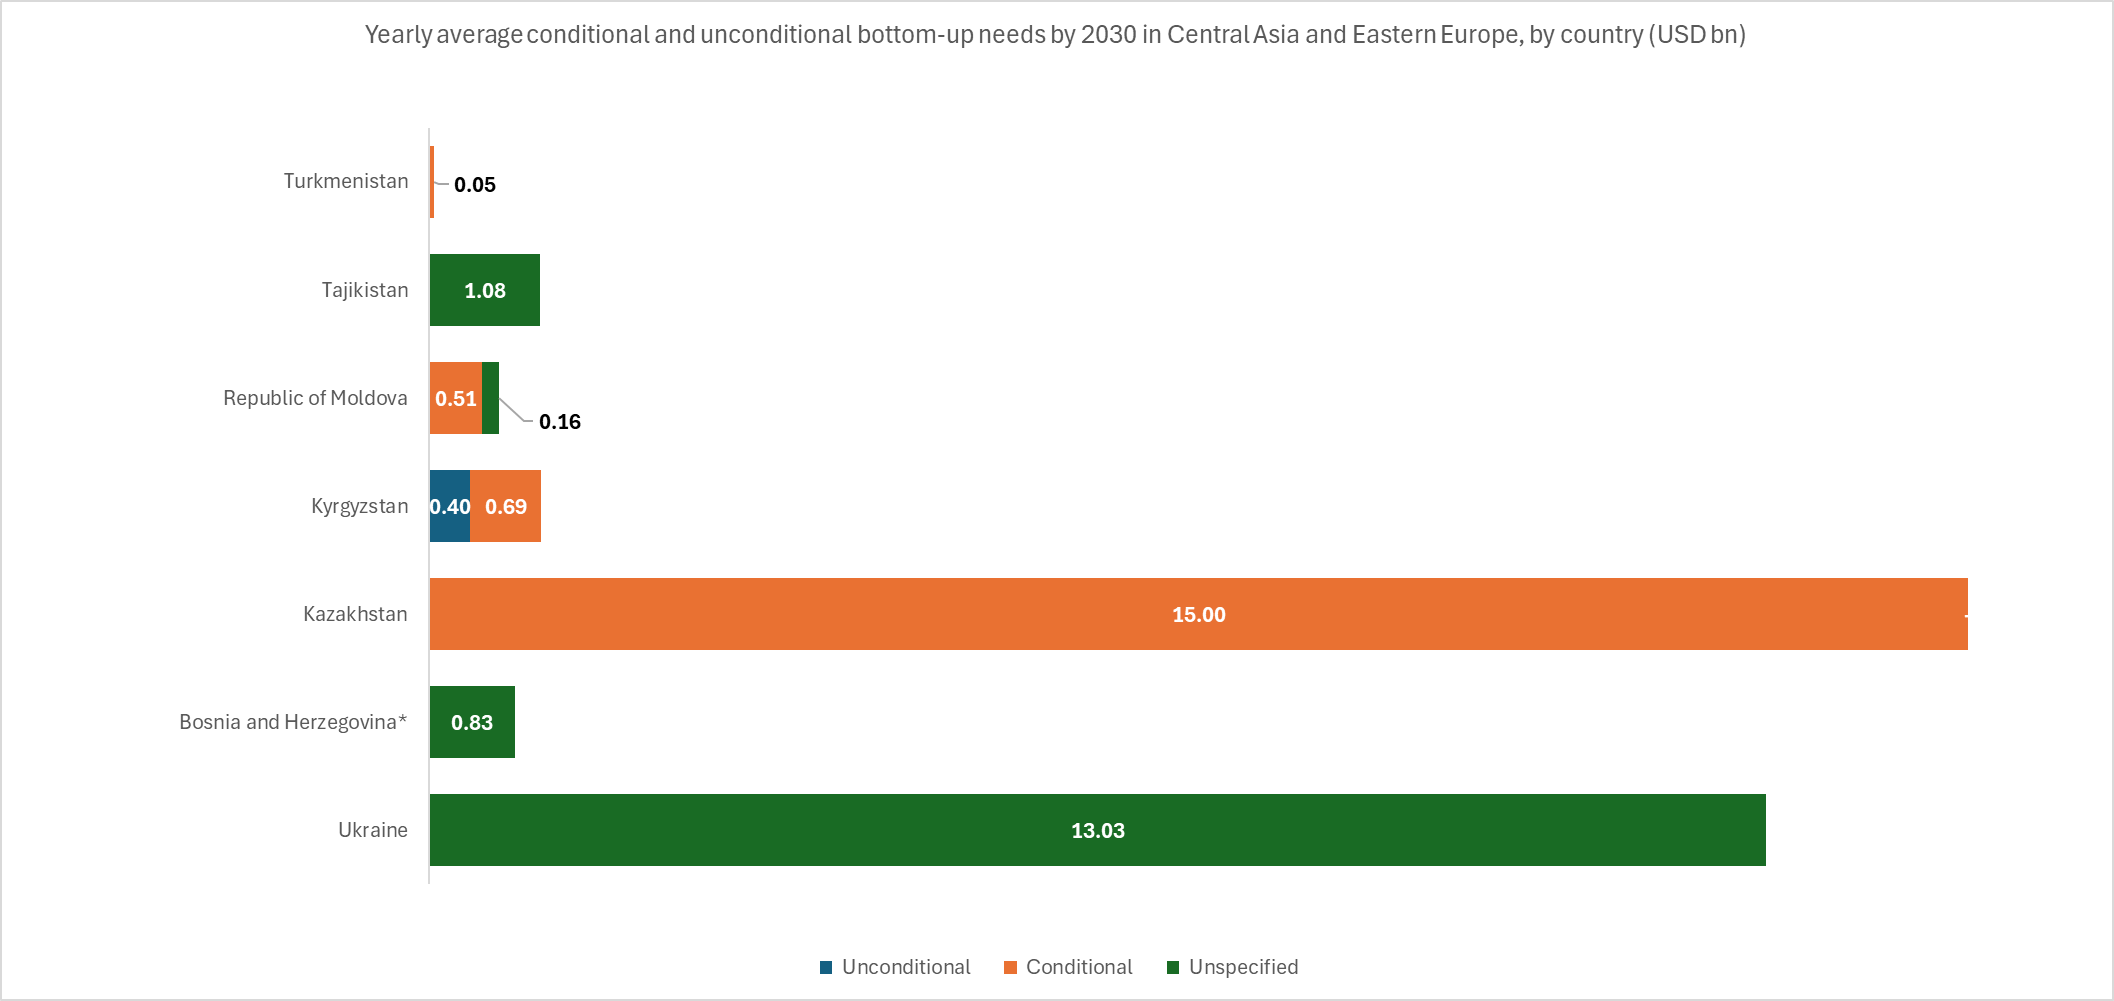 Yearly average conditional and unconditional bottom-up needs by 2030 in Central Asia and Eastern Europe, by country (USD bn)
Turkmenistan
0.05
Tajikistan
1.08
Republic of Moldova
0.51
0.16
Kyrgyzstan
0.40
0.69
Kazakhstan
15.00
-
Bosnia and Herzegovina*
0.83
Ukraine
13.03
Unconditional
Conditional
Unspecified